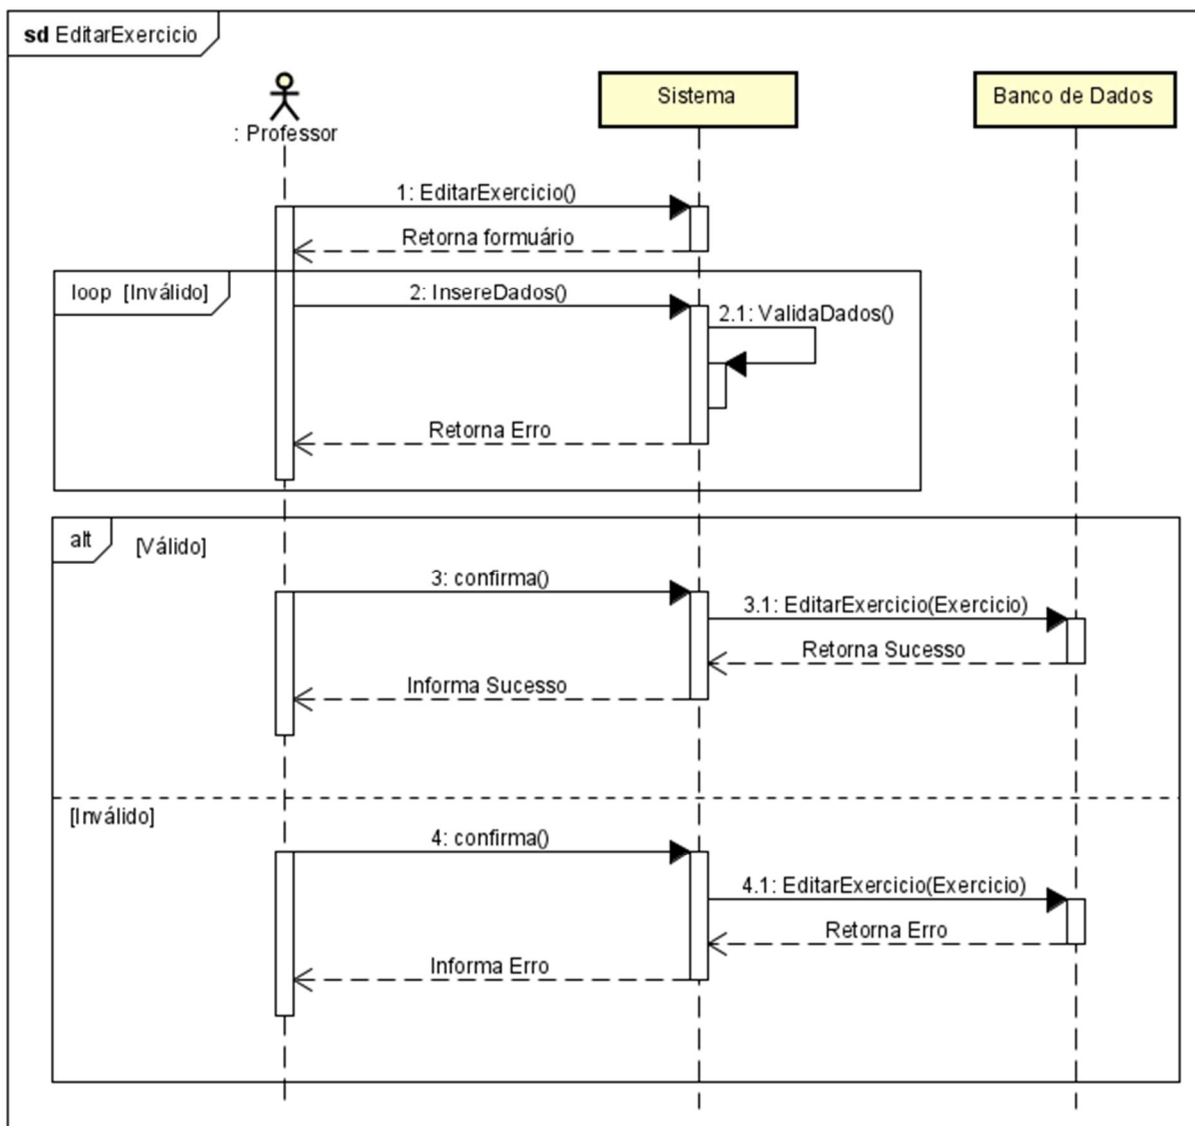 sd EditarExercicio
: Professor
Sistema
Banco de Dados
1: EditarExercicio()
Retorna formuário
loop [Inválido]
2: InsereDados()
2.1: ValidaDados()
Retorna Erro
alt
[Válido]
3: confirma()
3.1: EditarExercicio(Exercicio)
Retorna Sucesso
Informa Sucesso
[Inválido]
4: confirma()
4.1: EditarExercicio(Exercicio)
Retorna Erro
Informa Erro